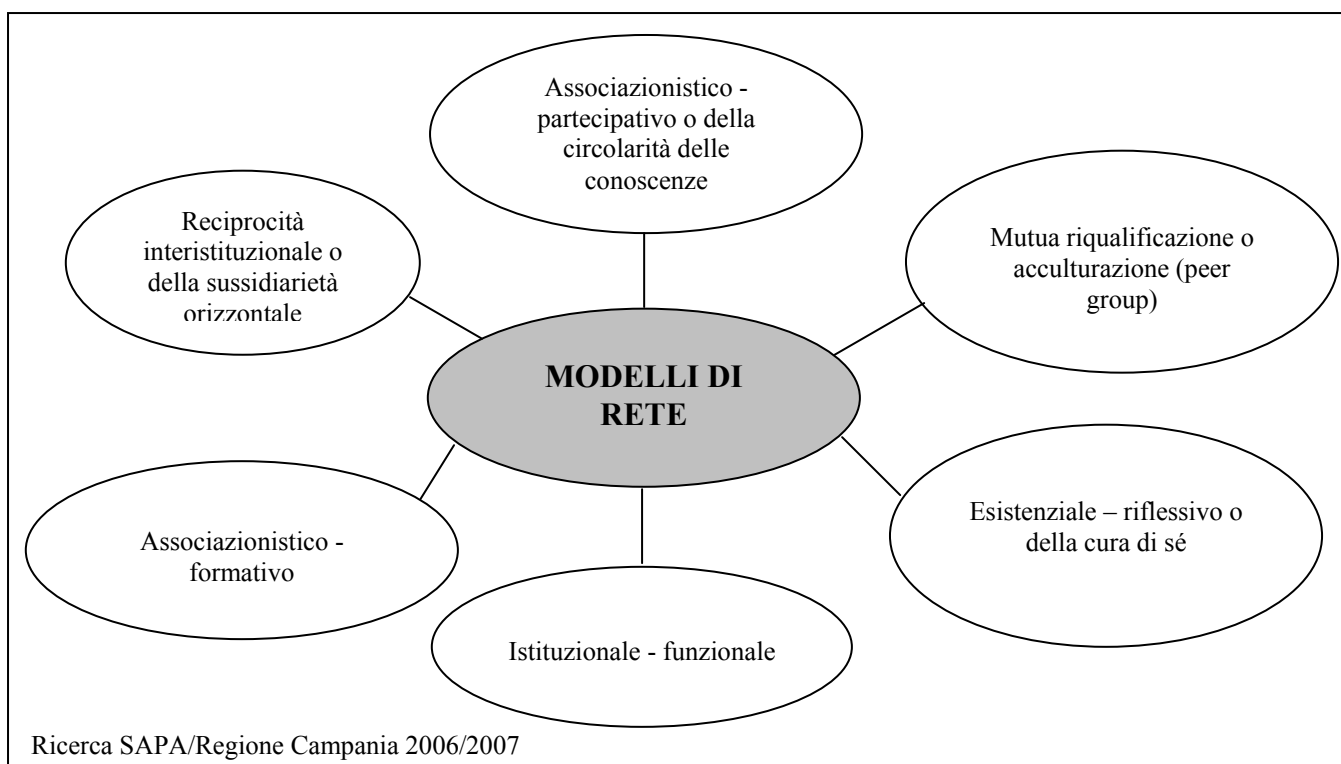 Associazionistico -
partecipativo o della
circolarità delle
conoscenze
Reciprocità
interistituzionale o
della sussidiarietà
orizzontale
Mutua riqualificazione o
acculturazione (peer
group)
MODELLI DI
RETE
Associazionistico -
formativo
Esistenziale – riflessivo o
della cura di sé
Istituzionale - funzionale
Ricerca SAPA/Regione Campania 2006/2007